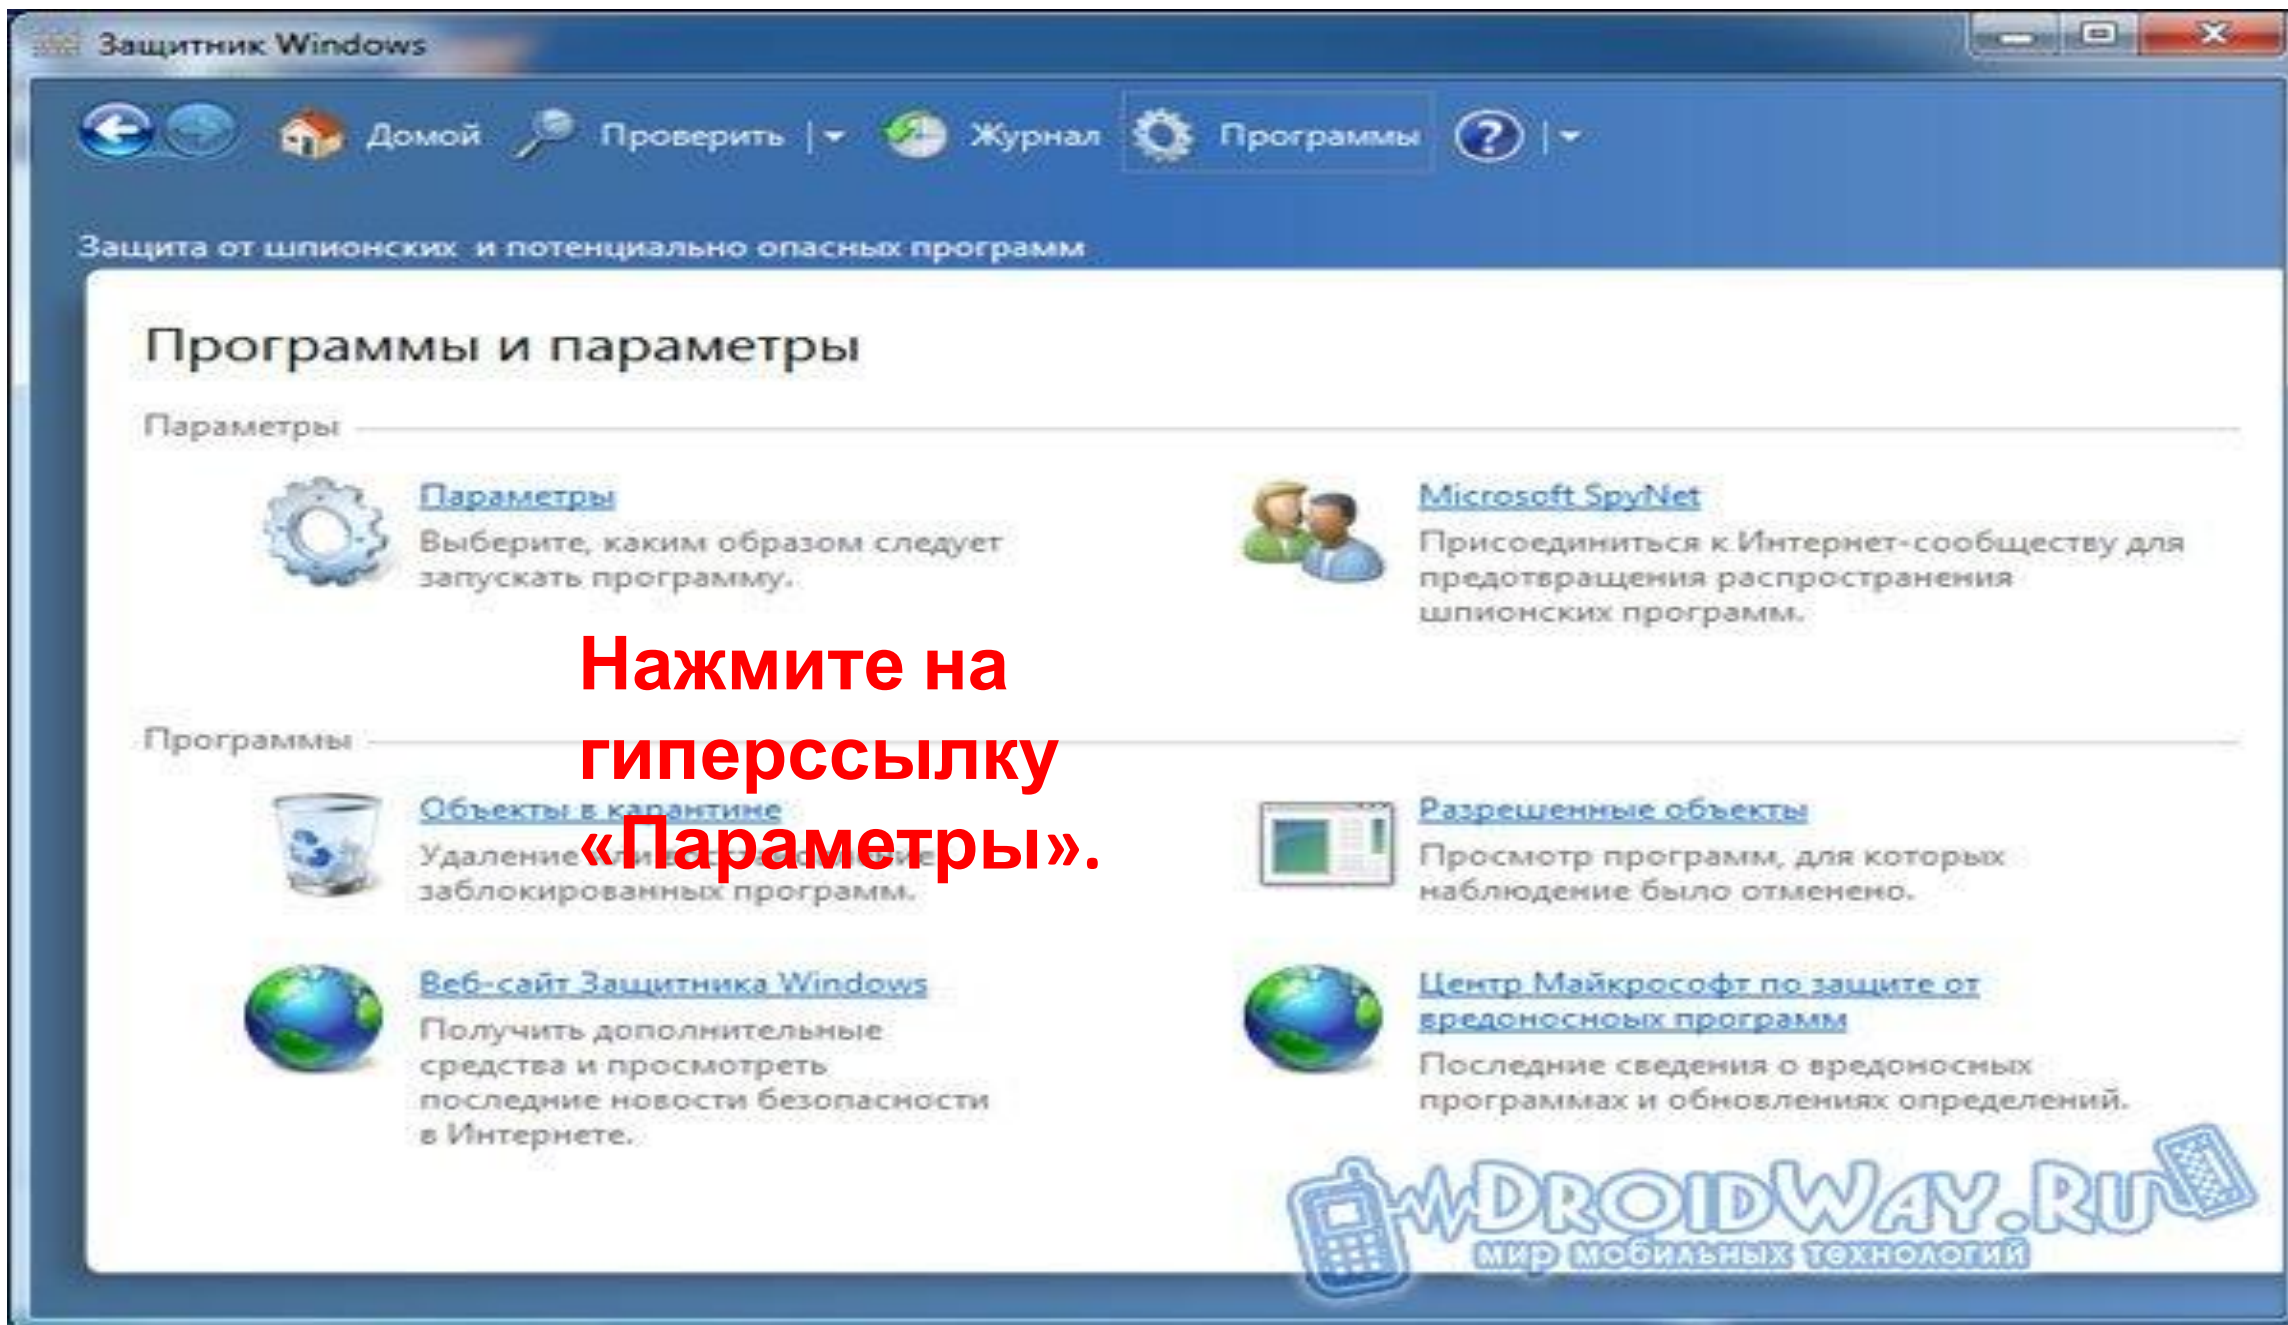 Защитник Windows
Домой Проверить Журнал Программы ?
Защита от шпионских и потенциально опасных программ
Программы и параметры
Параметры
Параметры
Выберите, каким образом следует
запускать программу.
Microsoft SpyNet
Присоединиться к Интернет-сообществу для
предотвращения распространения
шпионских программ.
Нажмите на
гиперссылку
«Параметры».
Программы
Объекты в карантине
Удаление или восстановление
заблокированных программ.
Разрешенные объекты
Просмотр программ, для которых
наблюдение было отменено.
Веб-сайт Защитника Windows
Получить дополнительные
средства и просмотреть
последние новости безопасности
в Интернете.
Центр Майкрософт по защите от
вредоносноых программ
Последние сведения о вредоносных
программах и обновлениях определений.
DROIDWAY.RU
мир мобильных технологий